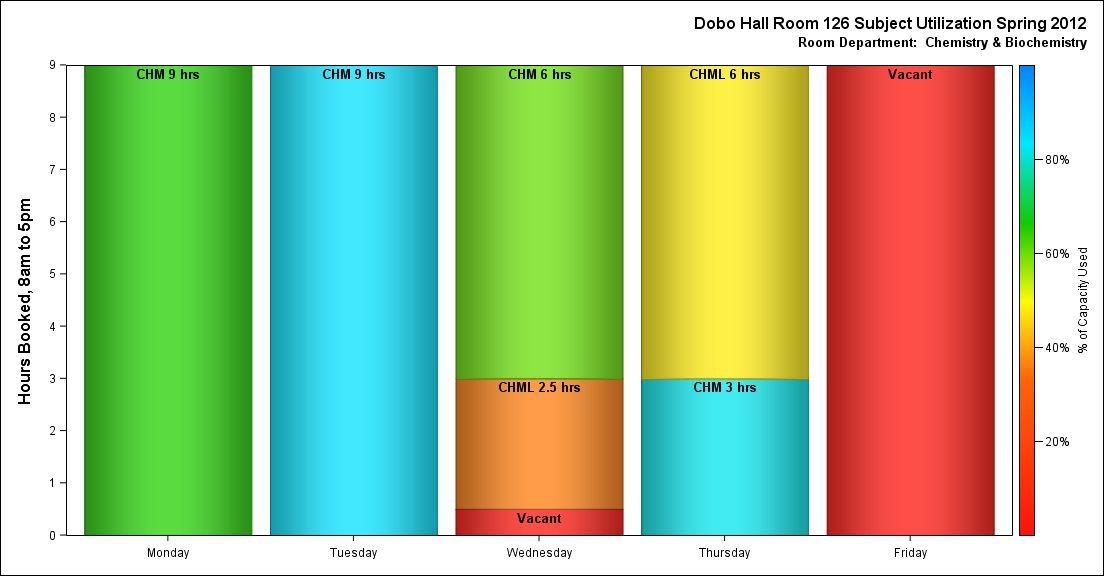 Dobo Hall Room 126 Subject Utilization Spring 2012
Room Department:  Chemistry & Biochemistry
Hours Booked, 8am to 5pm
9
8
7
6
5
4
3
2
1
0
CHM 9 hrs
CHM 9 hrs
CHM 6 hrs
CHML 6 hrs
Vacant
CHML 2.5 hrs
CHM 3 hrs
Vacant
Monday
Tuesday
Wednesday
Thursday
Friday
80%
60%
40%
20%
% of Capacity Used